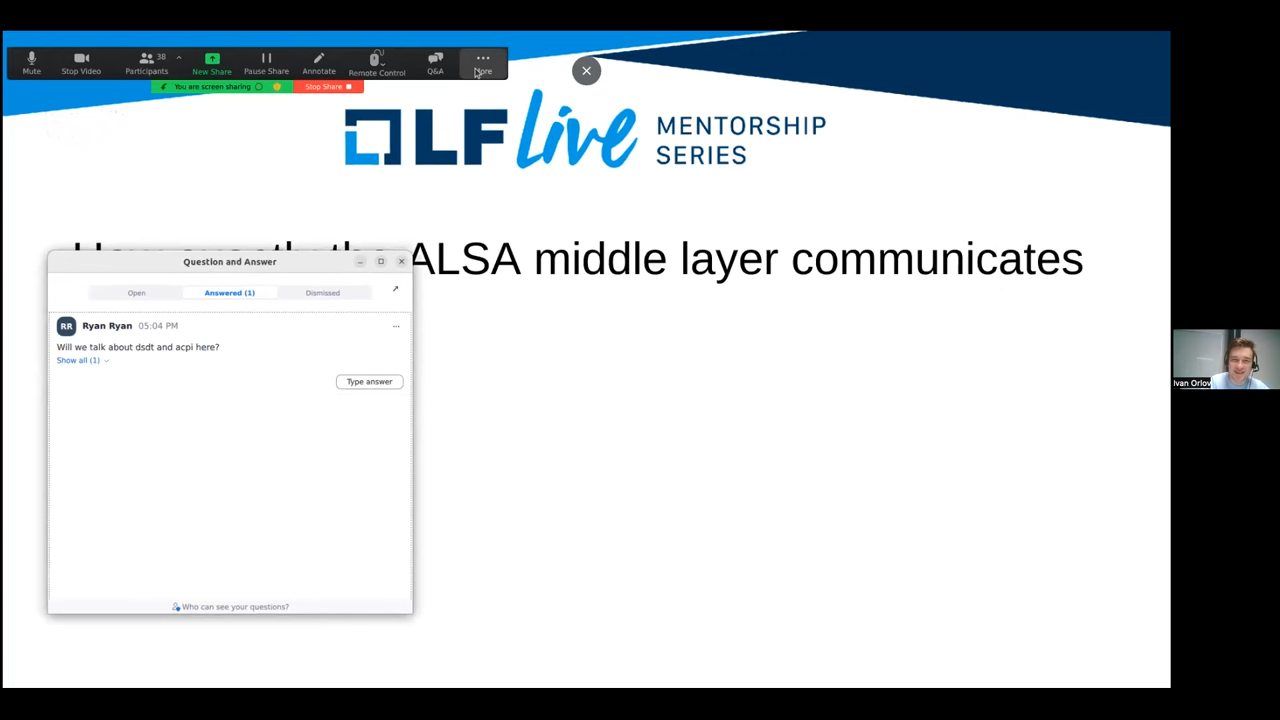 Mute
Stop Video
Participants
38
New Share
Pause Share
Annotate
Remote Control
Q&A
You are screen sharing
Stop Share
LF live MENTORSHIP
SERIES
ALSA middle layer communicates
Question and Answer
Open
Answered (1)
Dismissed
RR
Ryan Ryan 05:04 PM
Will we talk about dsdt and acpi here?
Show all (1)
Type answer
Who can see your questions?
Ivan Orlov